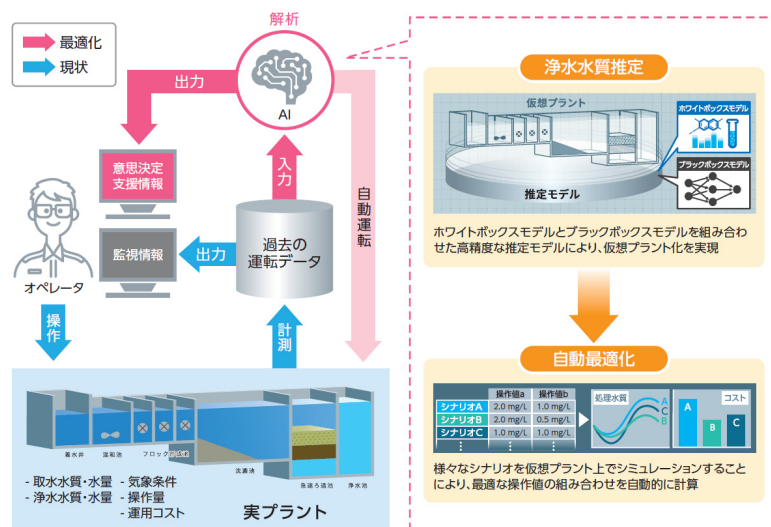 最適化
現状
解析
AI
出力
入力
自動運転
意思決定
支援情報
監視情報
オペレータ
出力
過去の
運転データ
操作
計測
着水井
混和池
フロック形成池
沈澱池
急速ろ過池
浄水池
- 取水水質・水量
- 浄水水質・水量
- 気象条件
- 操作量
- 運用コスト
実プラント
浄水水質推定
仮想プラント
ホワイトボックスモデル
ブラックボックスモデル
推定モデル
ホワイトボックスモデルとブラックボックスモデルを組み合わ
せた高精度な推定モデルにより、仮想プラント化を実現
自動最適化
操作値a 操作値b
シナリオA 2.0 mg/L 1.0 mg/L
シナリオB 2.0 mg/L 0.5 mg/L
シナリオC 1.0 mg/L 1.0 mg/L
処理水質
A
C
B
コスト
A
B
C
様々なシナリオを仮想プラント上でシミュレーションすること
により、最適な操作値の組み合わせを自動的に計算